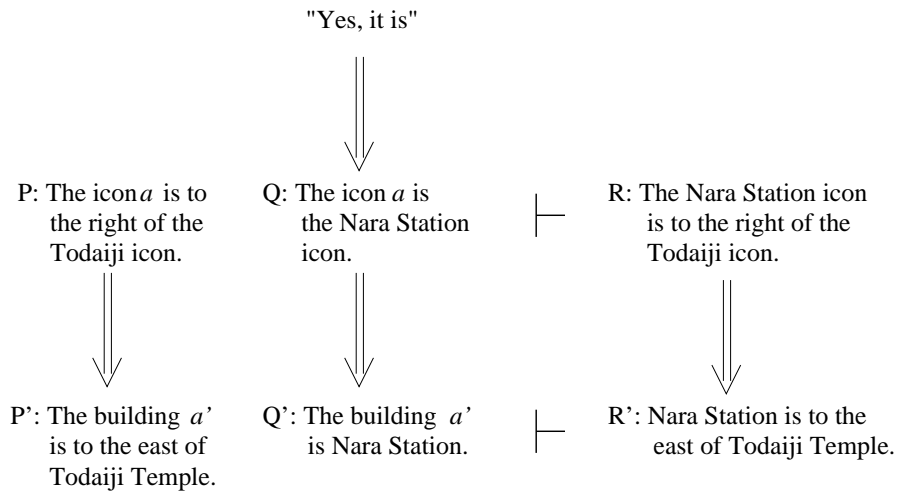 "Yes, it is"
P: The icon a is to
the right of the
Todaiji icon.
Q: The icon a is
the Nara Station
icon.
R: The Nara Station icon
is to the right of the
Todaiji icon.
P': The building a'
is to the east of
Todaiji Temple.
Q': The building a'
is Nara Station.
R': Nara Station is to the
east of Todaiji Temple.